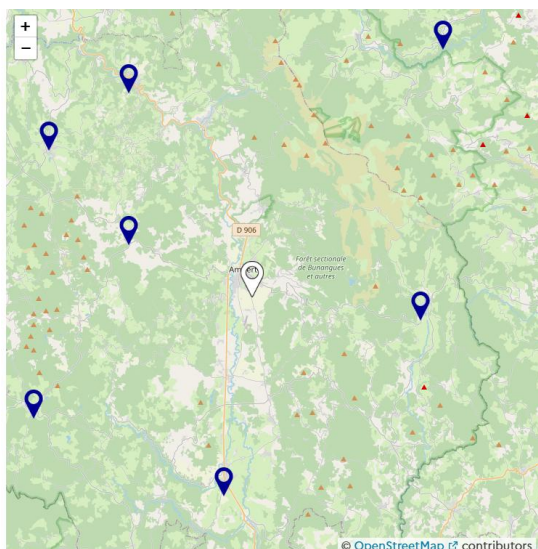 +
−
D 906
Forêt sectionale
de Bunangues
et autres
© OpenStreetMap contributors